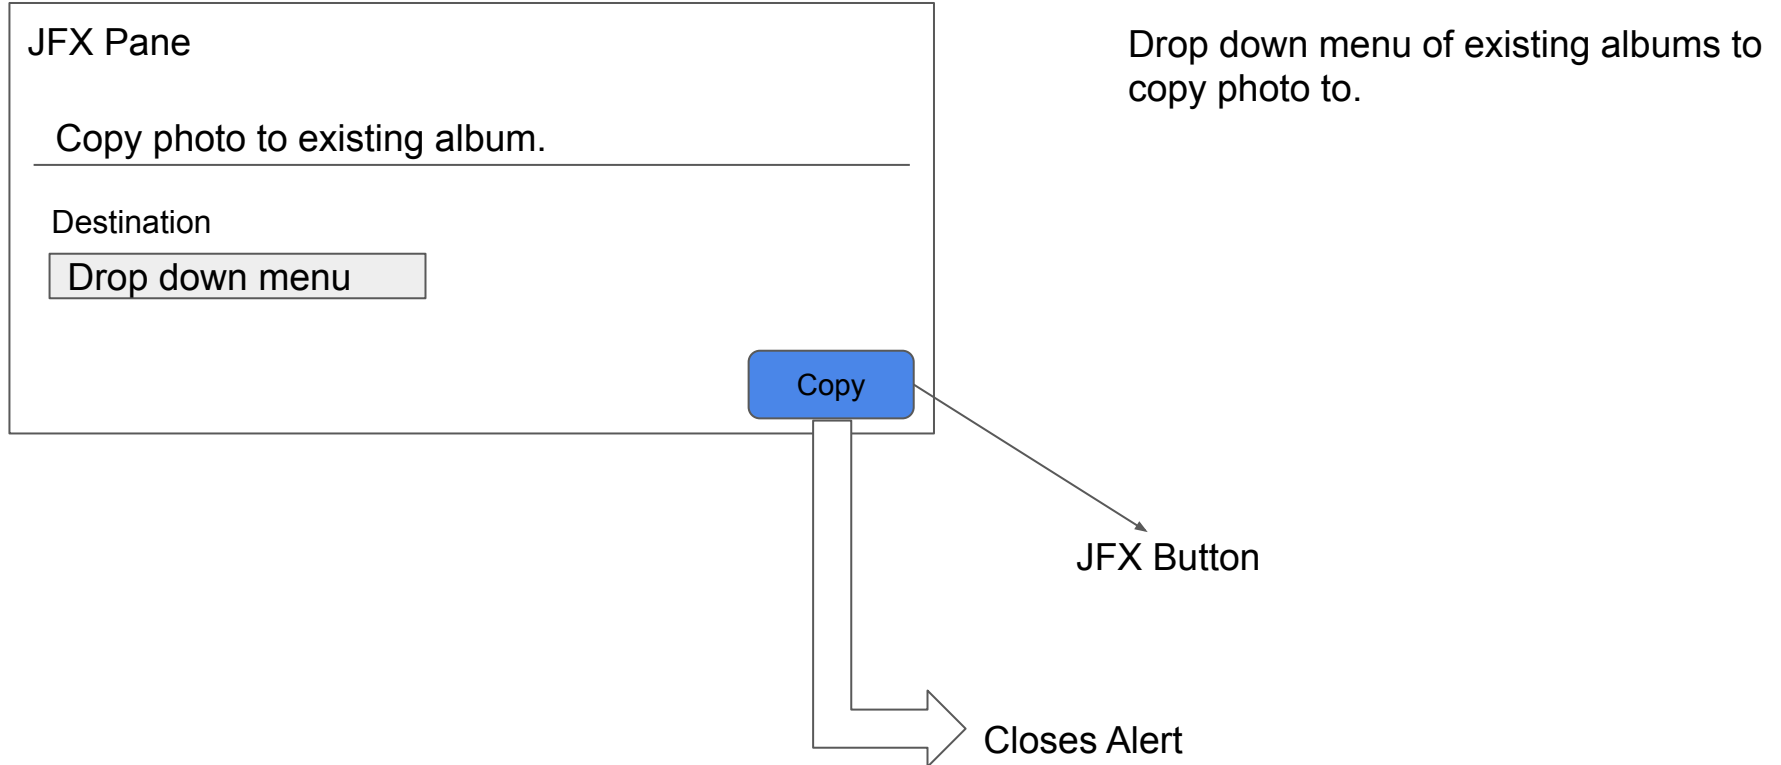 JFX Pane
Drop down menu of existing albums to
copy photo to.
Copy photo to existing album.
Destination
Drop down menu
Copy
JFX Button
Closes Alert